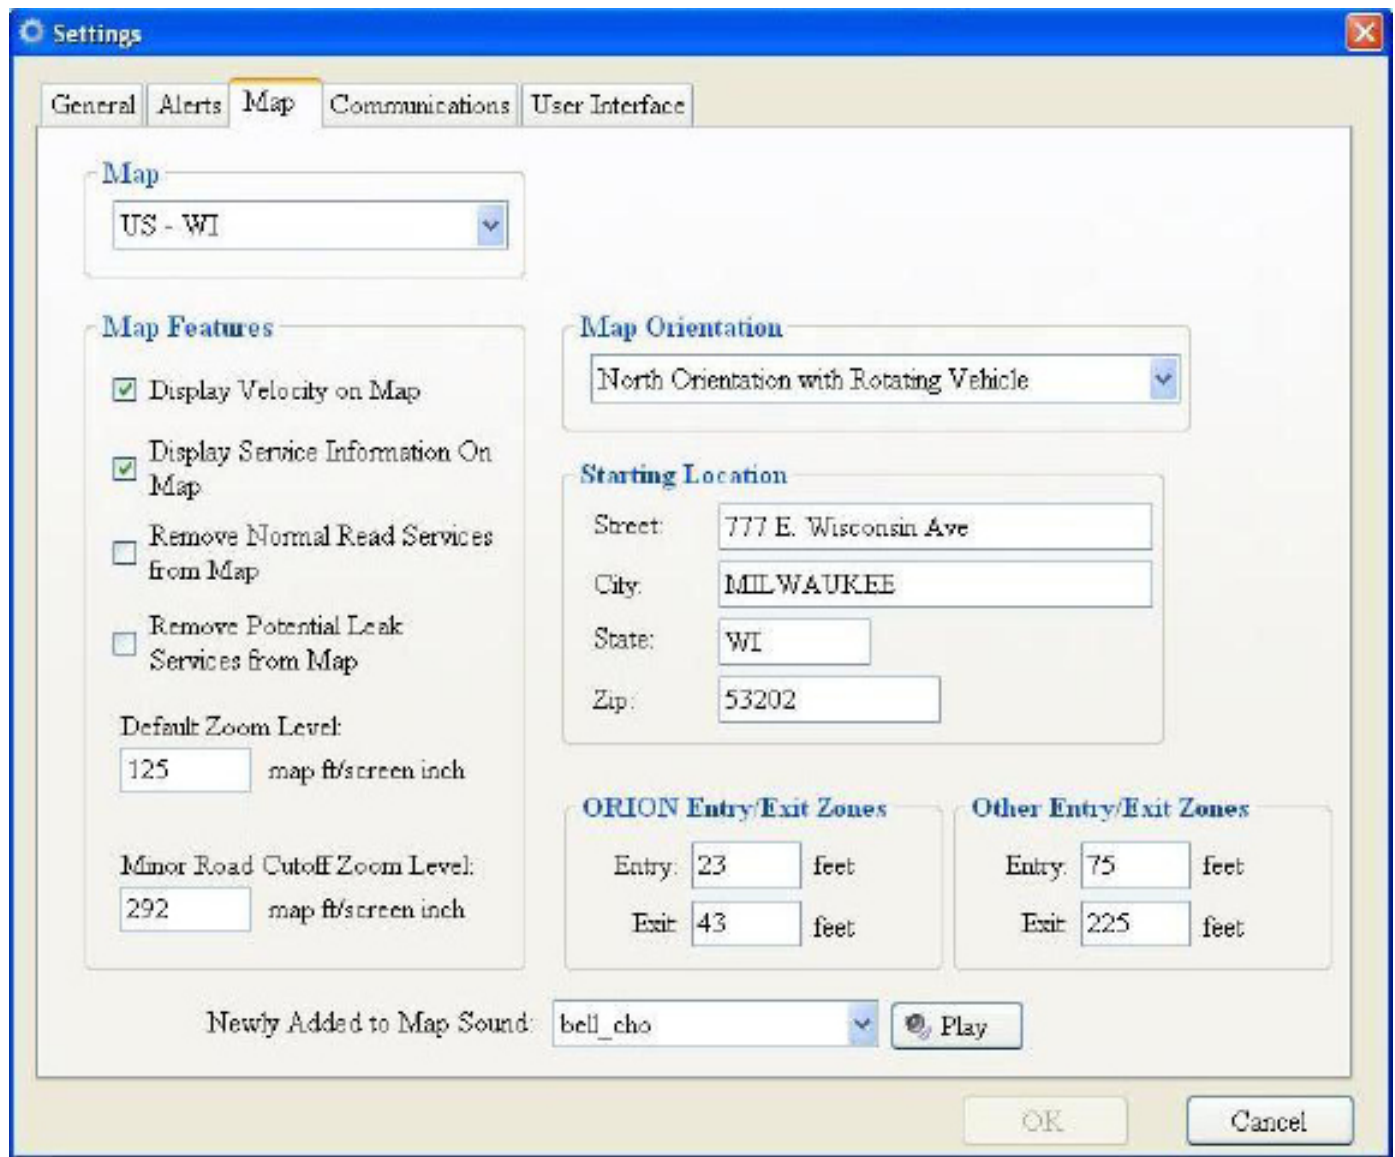 Settings
General Alerts Map Communications User Interface
Map
US - WI
Map Features
Display Velocity on Map
Display Service Information On
Map
Remove Normal Read Services
from Map
Remove Potential Leak
Services from Map
Default Zoom Level:
125 map ft/screen inch
Minor Road Cutoff Zoom Level:
292 map ft/screen inch
Map Orientation
North Orientation with Rotating Vehicle
Starting Location
Street: 777 E. Wisconsin Ave
City: MILWAUKEE
State: WI
Zip: 53202
ORION Entry/Exit Zones
Entry: 23 feet
Exit: 43 feet
Other Entry/Exit Zones
Entry: 75 feet
Exit: 225 feet
Newly Added to Map Sound: bell_cho Play
OK Cancel